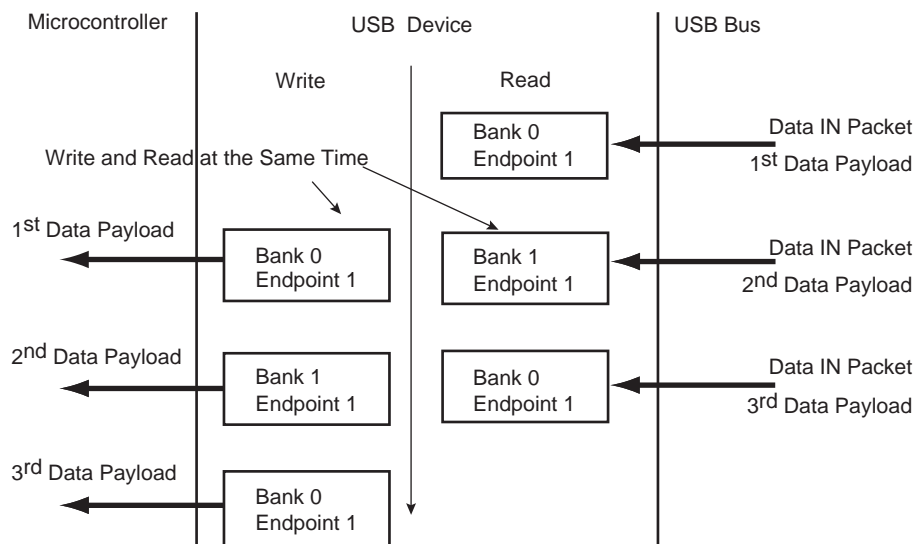 Microcontroller
USB Device
USB Bus
Write
Read
Bank 0
Endpoint 1
Data IN Packet
1st Data Payload
Write and Read at the Same Time
1st Data Payload
Bank 0
Endpoint 1
Bank 1
Endpoint 1
Data IN Packet
2nd Data Payload
2nd Data Payload
Bank 1
Endpoint 1
Bank 0
Endpoint 1
Data IN Packet
3rd Data Payload
3rd Data Payload
Bank 0
Endpoint 1